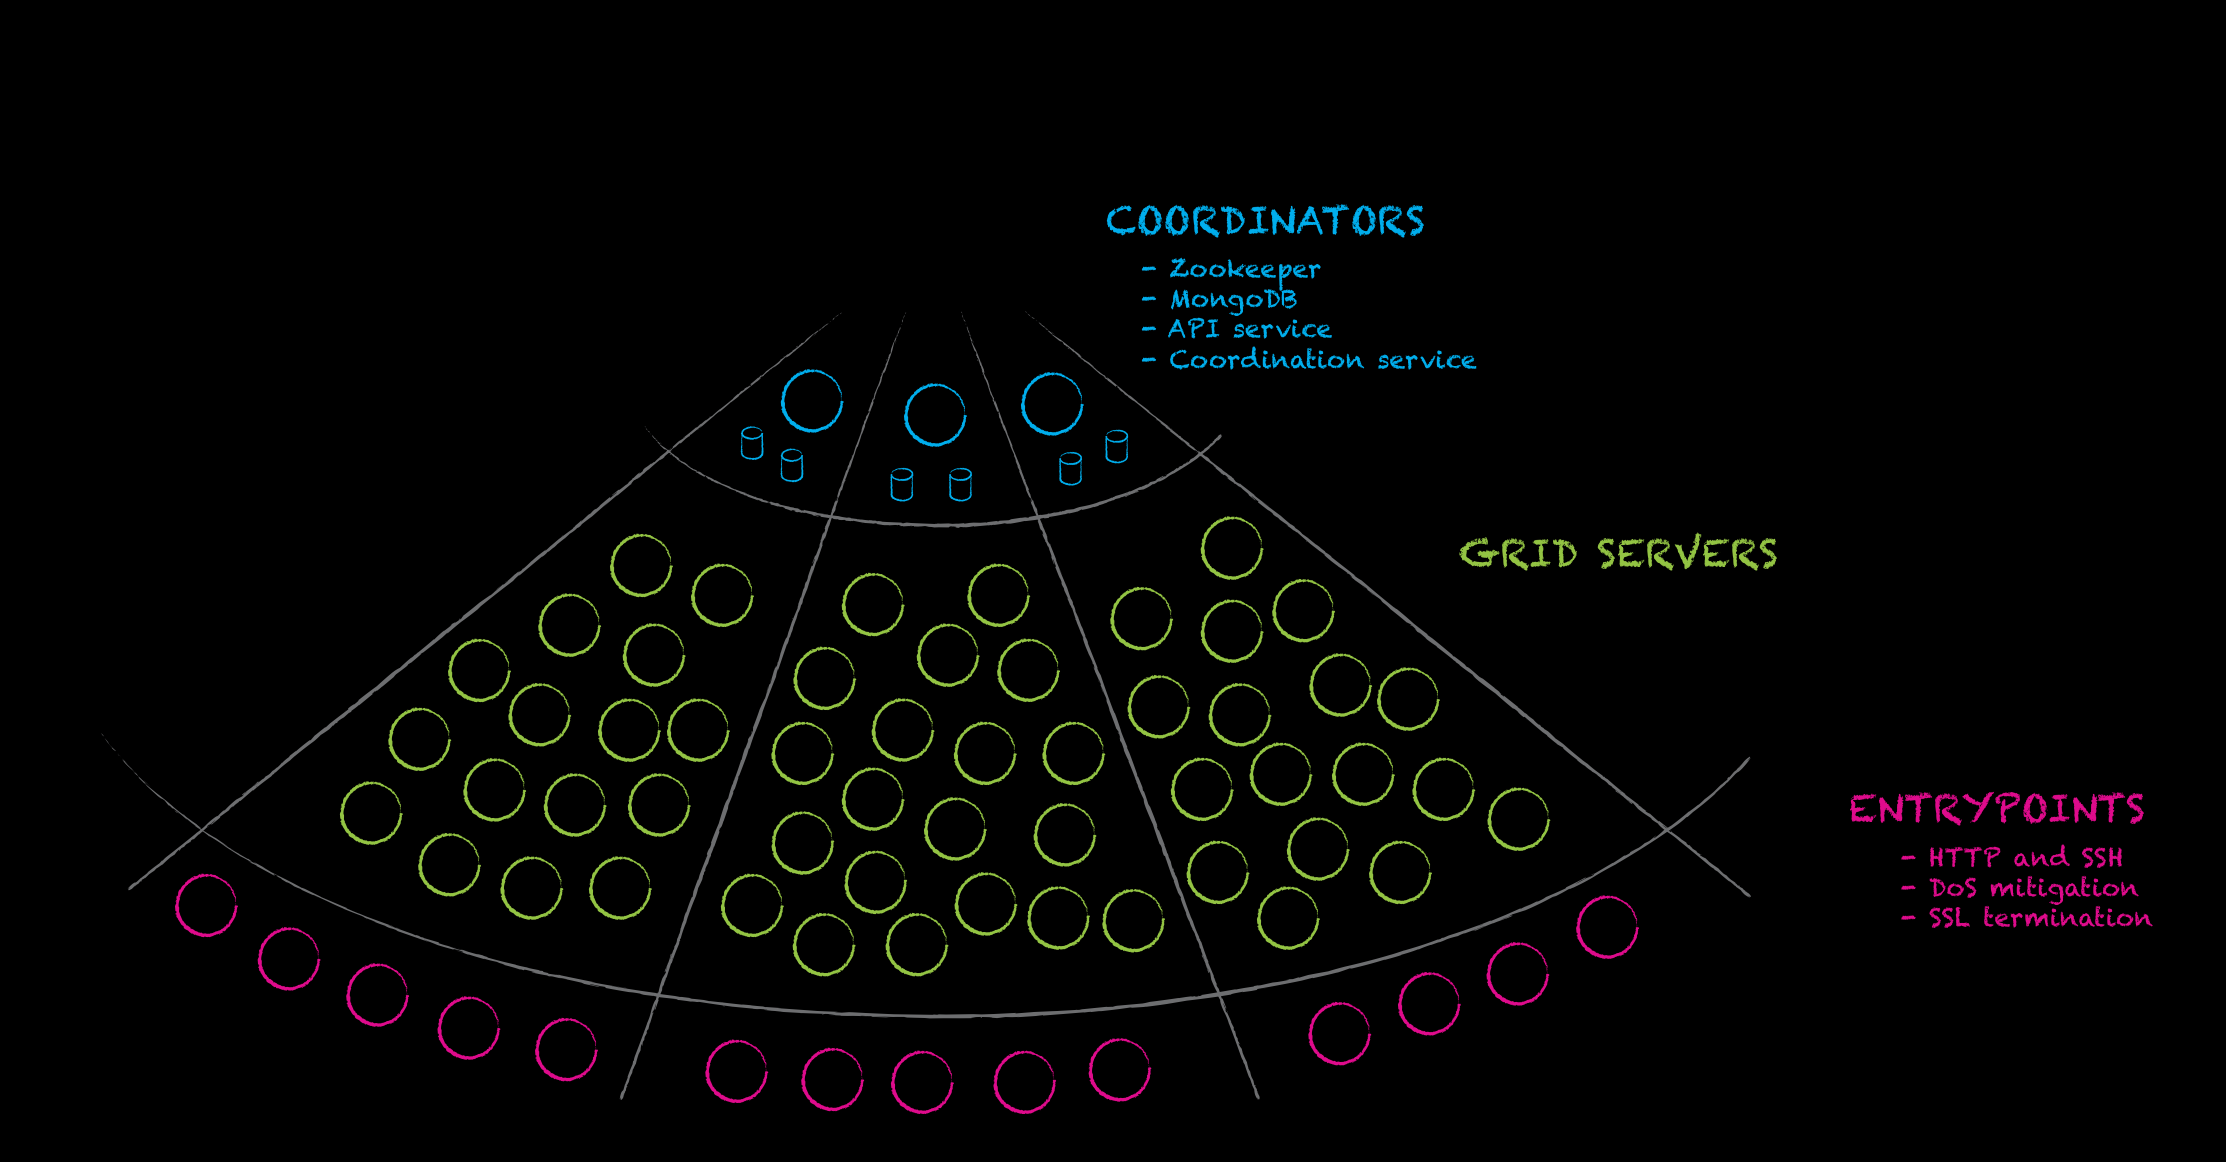 COORDINATORS
- Zookeeper
- MongoDB
- API service
- Coordination service
GRID SERVERS
ENTRYPOINTS
- HTTP and SSH
- DoS mitigation
- SSL termination